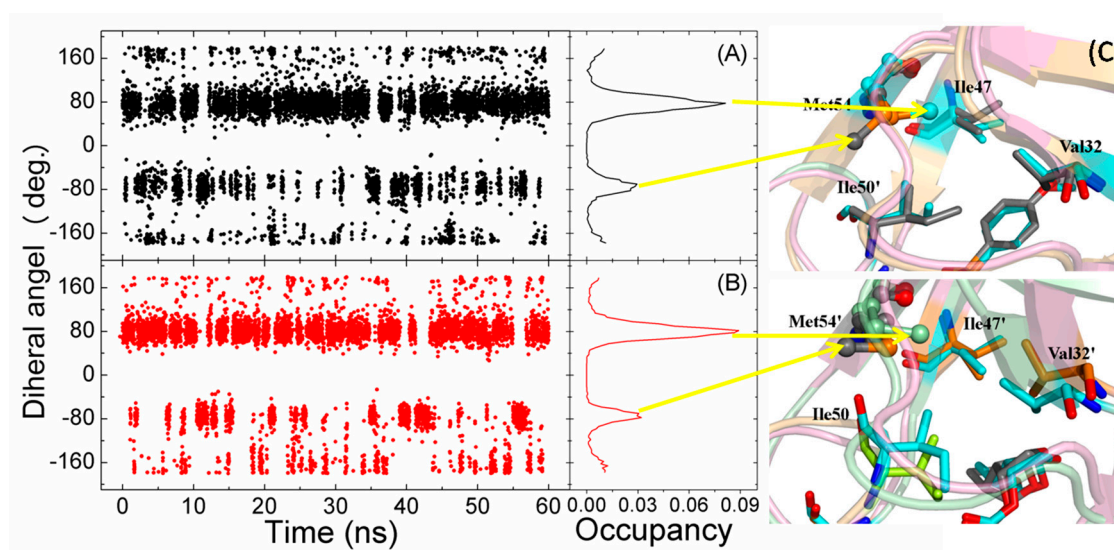 (A)
160
80
0
-80
-160
(B)
160
80
0
-80
-160
Diheral angel ( deg.)
0 10 20 30 40 50 60
Time (ns)
0.00 0.03 0.06 0.09
Occupancy
(C
Met54
Ile47
Val32
Ile50'
Met54'
Ile47'
Val32'
Ile50